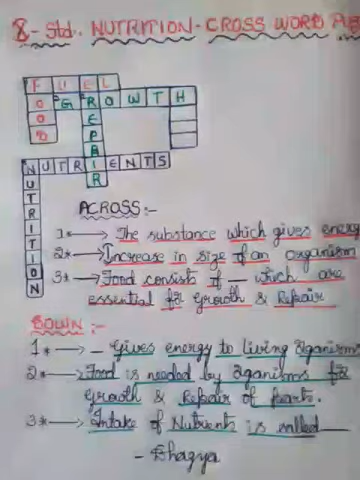 8- Std. NUTRITION- CROSS WORD PU
FUEL
GROWTH
FOOD
REPAIR
NUTRIENTS
NUTRITION
ACROSS:-
1*→ The substance which gives energy
2*→ Increase in size of an organism
3*→ Food consist of — which are
essential for Growth & Repair
DOWN:-
1*→ — Gives energy to living organisms
2*→ Food is needed by organisms for
Growth & Repair of parts.
3*→ Intake of Nutrients is called —
- Bhagya